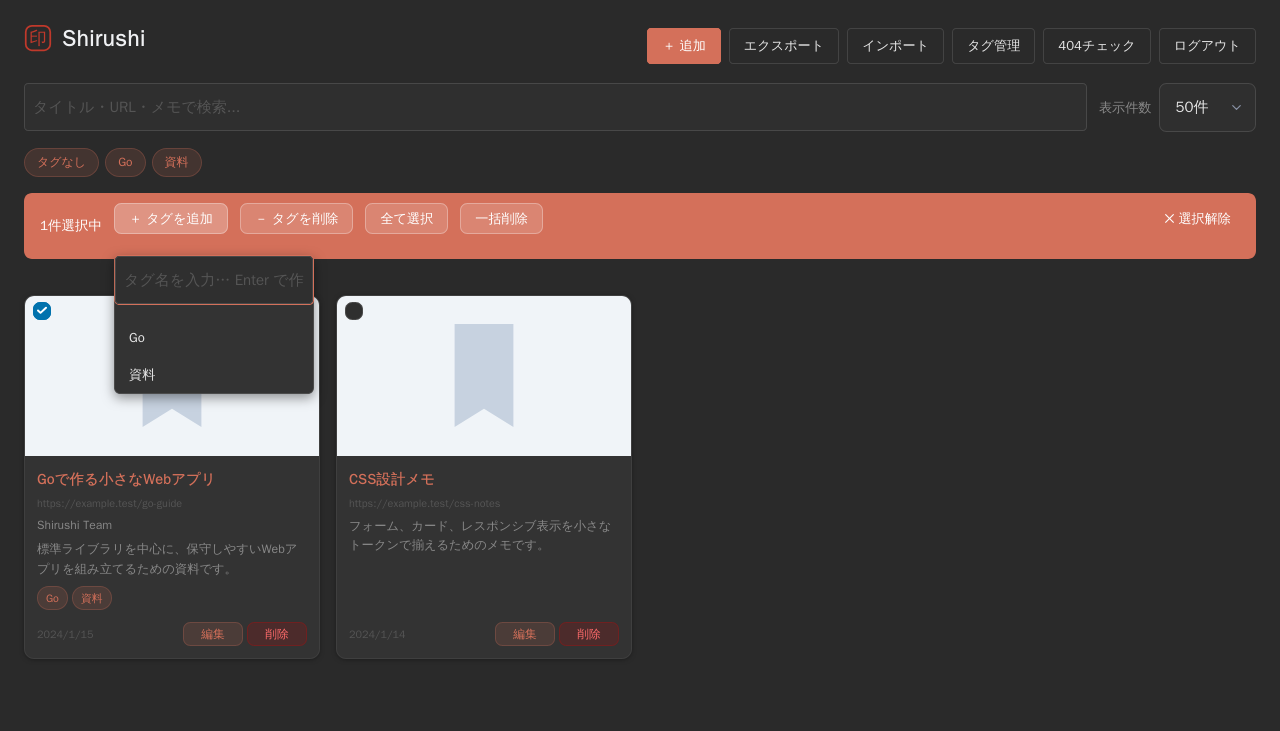 印 Shirushi
＋ 追加 エクスポート インポート タグ管理 404チェック ログアウト
タイトル・URL・メモで検索... 表示件数 50件
タグなし Go 資料
1件選択中 ＋ タグを追加 － タグを削除 全て選択 一括削除 × 選択解除
タグ名を入力… Enter で作
Go
資料
Goで作る小さなWebアプリ
https://example.test/go-guide
Shirushi Team
標準ライブラリを中心に、保守しやすいWebア
プリを組み立てるための資料です。
Go 資料
2024/1/15 編集 削除
CSS設計メモ
https://example.test/css-notes
フォーム、カード、レスポンシブ表示を小さな
トークンで揃えるためのメモです。
2024/1/14 編集 削除